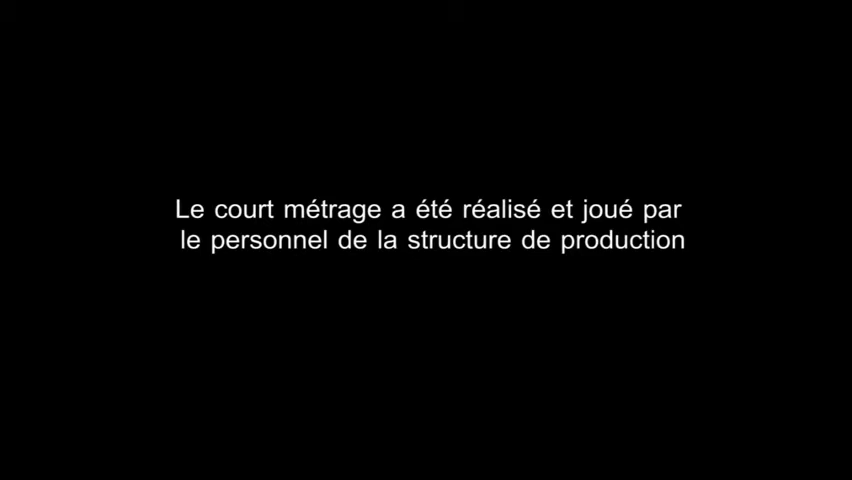 Le court métrage a été réalisé et joué par
le personnel de la structure de production